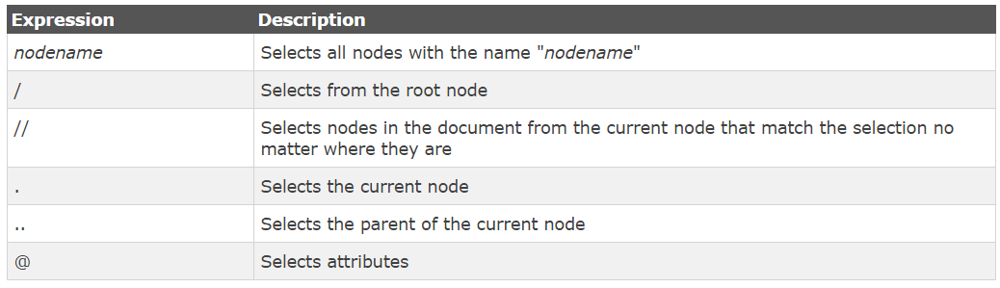 Expression Description
nodename Selects all nodes with the name "nodename"
/ Selects from the root node
// Selects nodes in the document from the current node that match the selection no
matter where they are
. Selects the current node
.. Selects the parent of the current node
@ Selects attributes